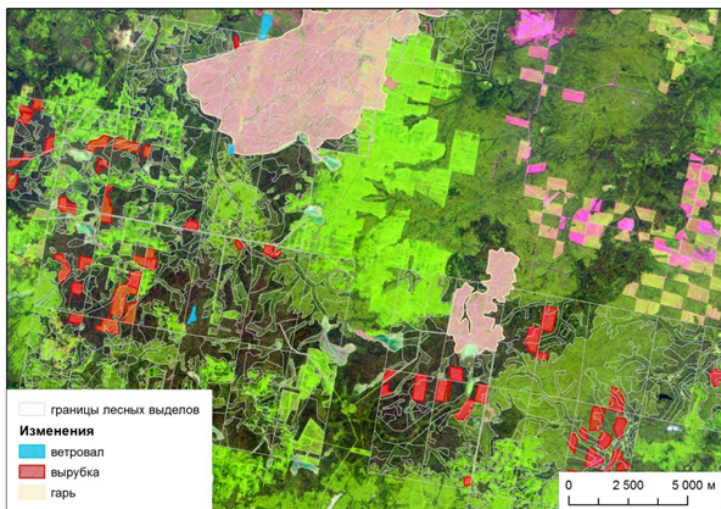 границы лесных выделов
Изменения
ветровал
вырубка
гарь
0 2 500 5 000 м